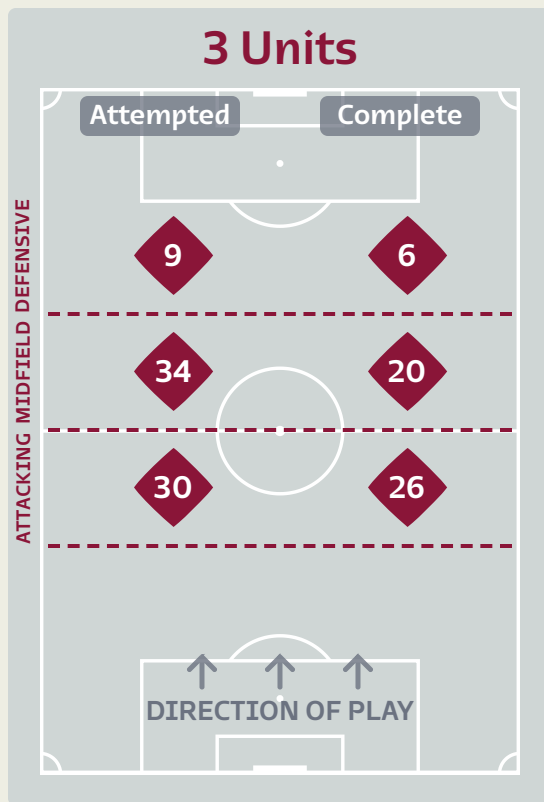 3 Units
Attempted Complete
9 6
34 20
30 26
ATTACKING MIDFIELD DEFENSIVE
DIRECTION OF PLAY